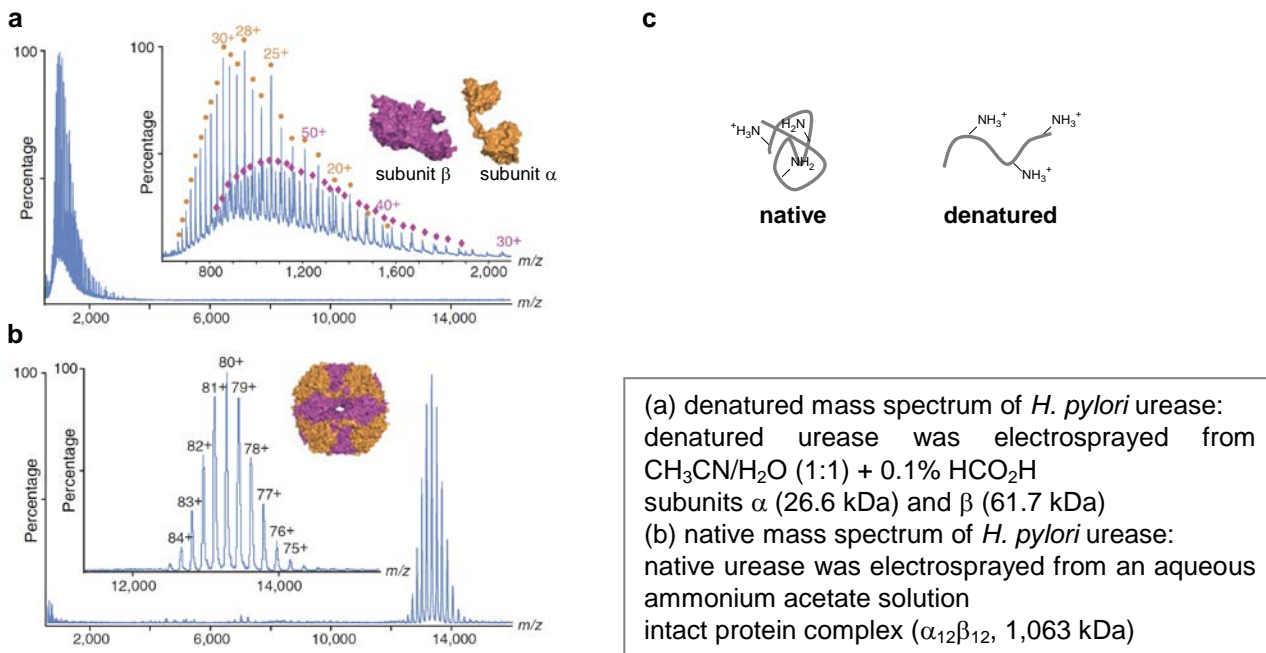 a
100
Percentage
2,000
6,000
10,000
14,000
m/z
100
Percentage
30+
28+
25+
50+
20+
40+
30+
subunit β
subunit α
800
1,200
1,600
2,000
m/z
b
100
Percentage
2,000
6,000
10,000
14,000
m/z
100
Percentage
84+
83+
82+
81+
80+
79+
78+
77+
76+
75+
12,000
14,000
m/z
c
⁺H₃N
H₂N
NH₂
native
NH₃⁺
NH₃⁺
NH₃⁺
denatured
(a) denatured mass spectrum of H. pylori urease:
denatured urease was electrosprayed from
CH₃CN/H₂O (1:1) + 0.1% HCO₂H
subunits α (26.6 kDa) and β (61.7 kDa)
(b) native mass spectrum of H. pylori urease:
native urease was electrosprayed from an aqueous
ammonium acetate solution
intact protein complex (α₁₂β₁₂, 1,063 kDa)